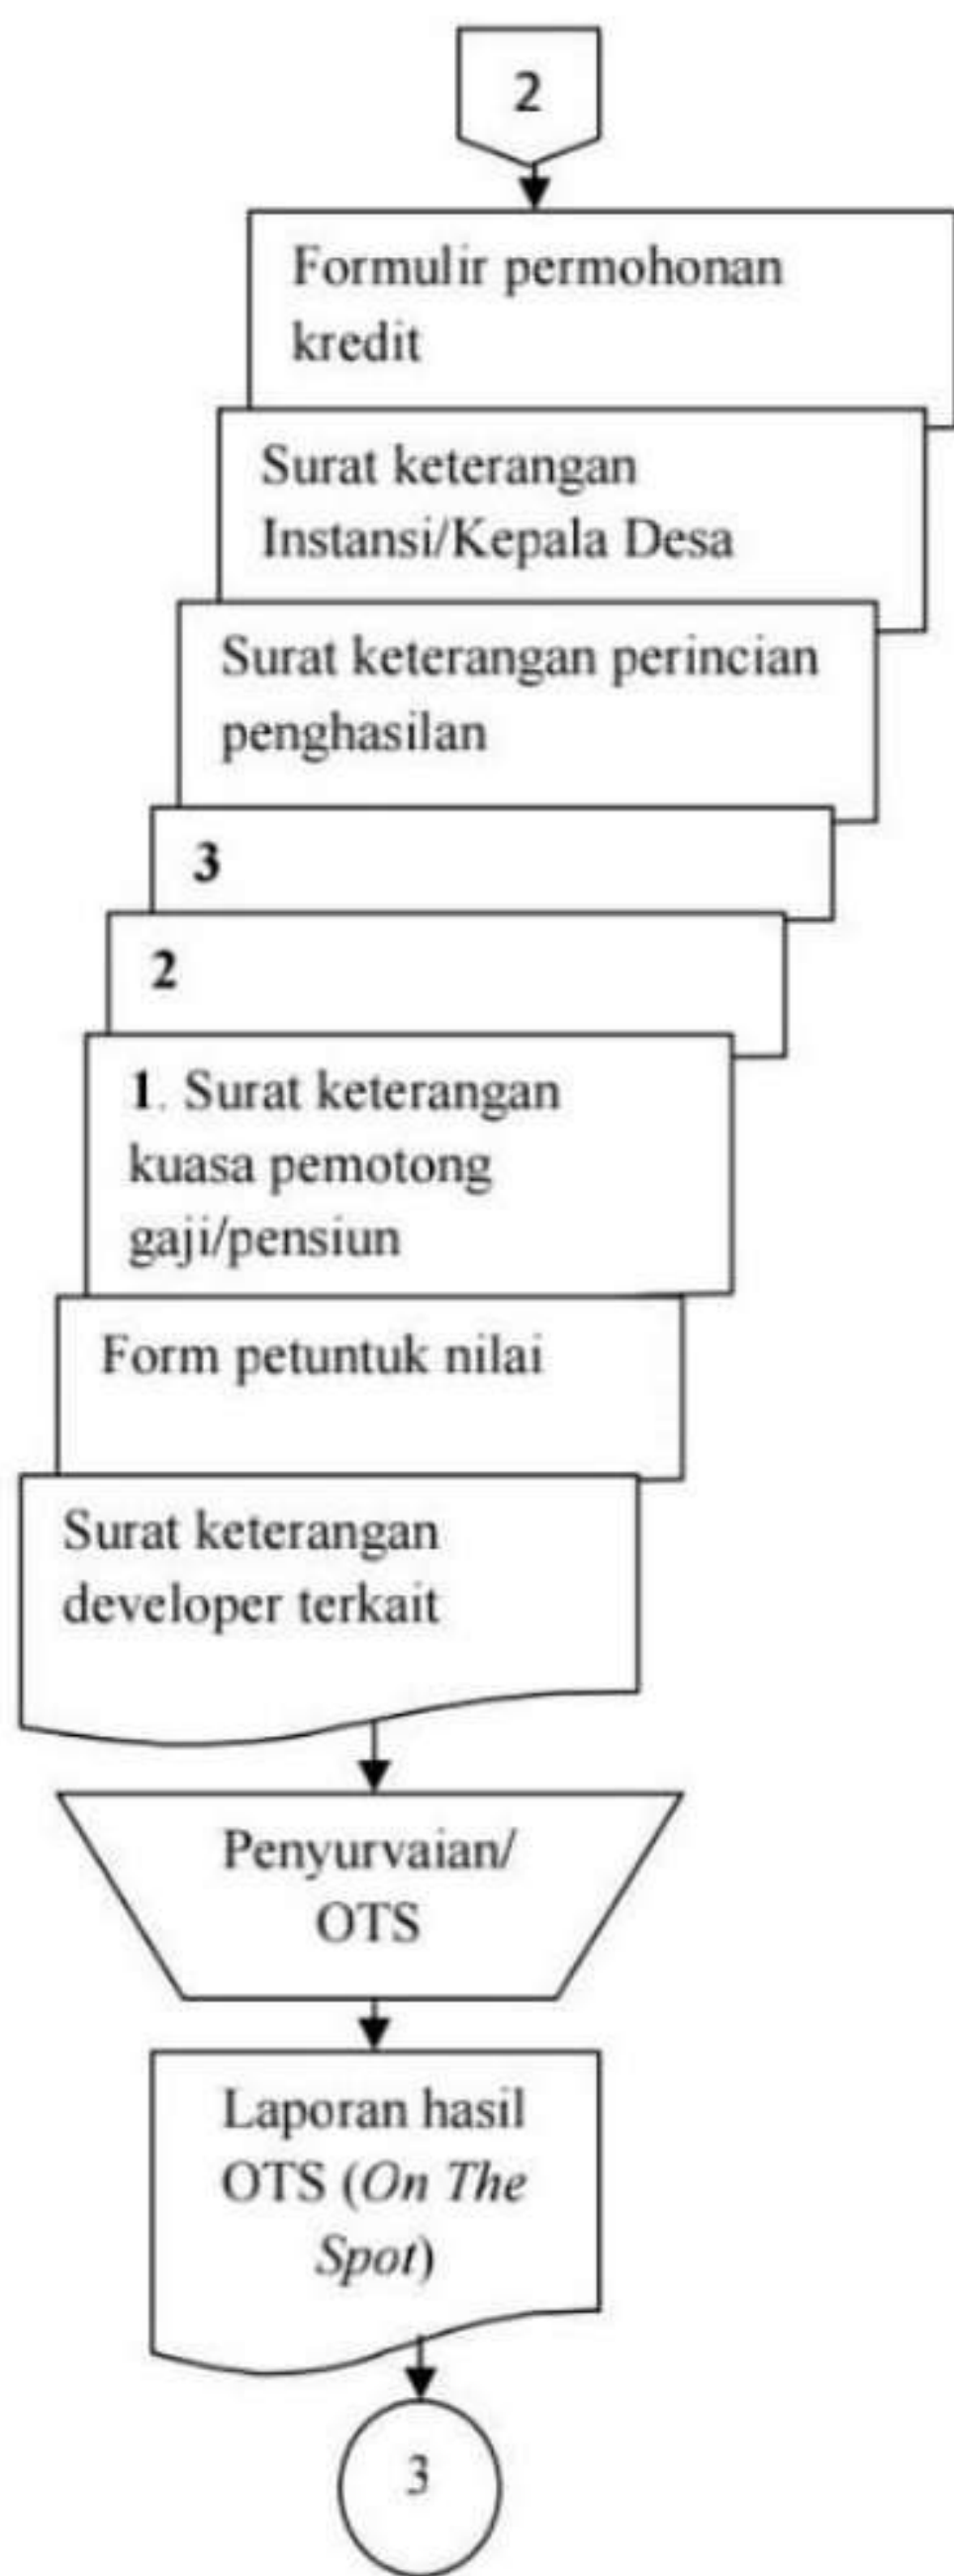 2
Formulir permohonan
kredit
Surat keterangan
Instansi/Kepala Desa
Surat keterangan perincian
penghasilan
3
2
1. Surat keterangan
kuasa pemotong
gaji/pensiun
Form petuntuk nilai
Surat keterangan
developer terkait
Penyurvaian/
OTS
Laporan hasil
OTS (On The
Spot)
3